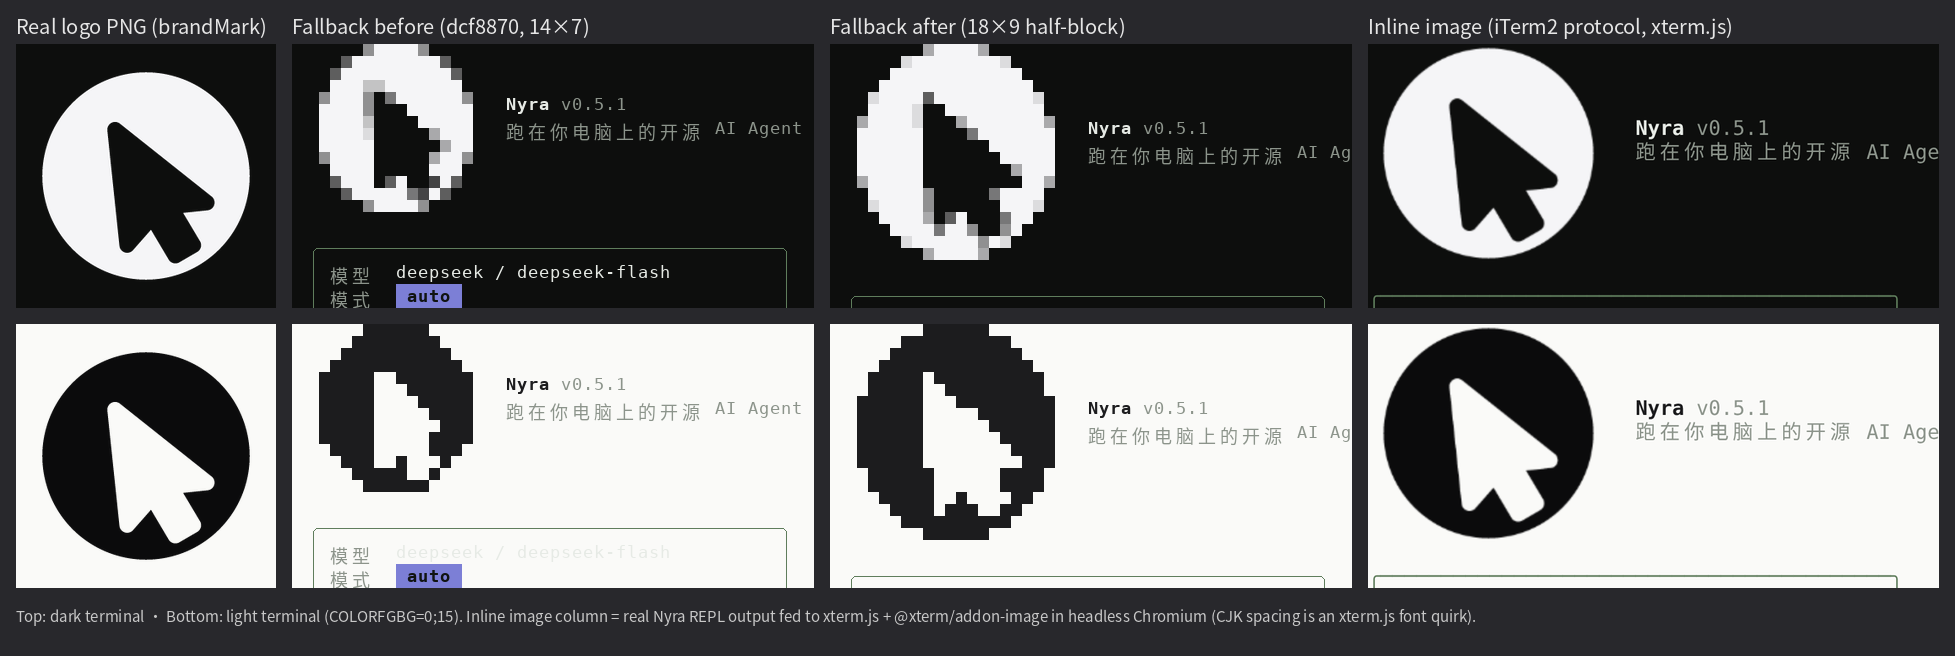 Real logo PNG (brandMark)
Fallback before (dcf8870, 14×7)
Fallback after (18×9 half-block)
Inline image (iTerm2 protocol, xterm.js)
Nyra v0.5.1
跑在你电脑上的开源 AI Agent
模型 deepseek / deepseek-flash
模式 auto
Nyra v0.5.1
跑在你电脑上的开源 AI Ag
Nyra v0.5.1
跑在你电脑上的开源 AI Age
Nyra v0.5.1
跑在你电脑上的开源 AI Agent
模型 deepseek / deepseek-flash
模式 auto
Nyra v0.5.1
跑在你电脑上的开源 AI Ag
Nyra v0.5.1
跑在你电脑上的开源 AI Age
Top: dark terminal · Bottom: light terminal (COLORFGBG=0;15). Inline image column = real Nyra REPL output fed to xterm.js + @xterm/addon-image in headless Chromium (CJK spacing is an xterm.js font quirk).